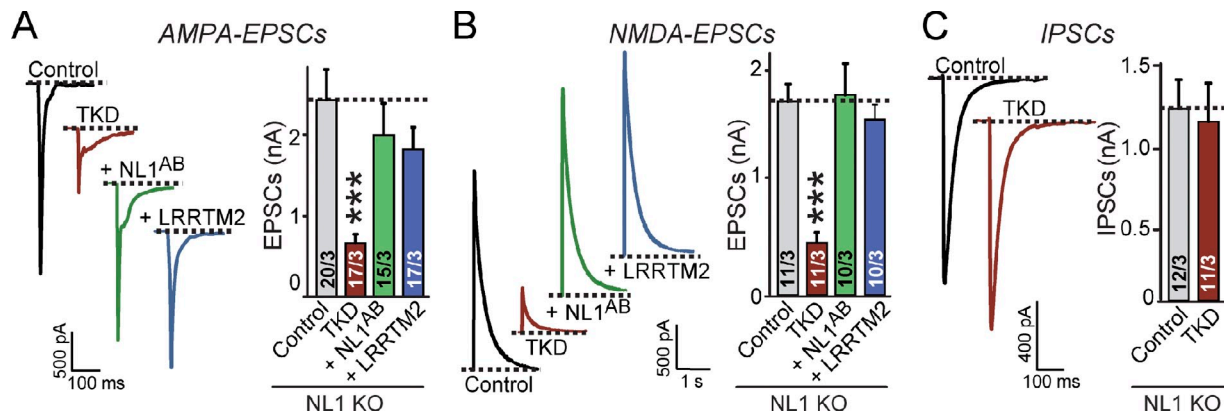 A
AMPA-EPSCs
Control
TKD
+ NL1AB
+ LRRTM2
500 pA
100 ms
EPSCs (nA)
2
1
0
20/3
17/3
15/3
17/3
***
Control
TKD
+ NL1AB
+ LRRTM2
NL1 KO
B
NMDA-EPSCs
+ LRRTM2
+ NL1AB
TKD
Control
500 pA
1 s
EPSCs (nA)
2
1
0
11/3
11/3
10/3
10/3
***
Control
TKD
+ NL1AB
+ LRRTM2
NL1 KO
C
IPSCs
Control
TKD
400 pA
100 ms
IPSCs (nA)
1.5
1.0
0.5
0
12/3
11/3
Control
TKD
NL1 KO